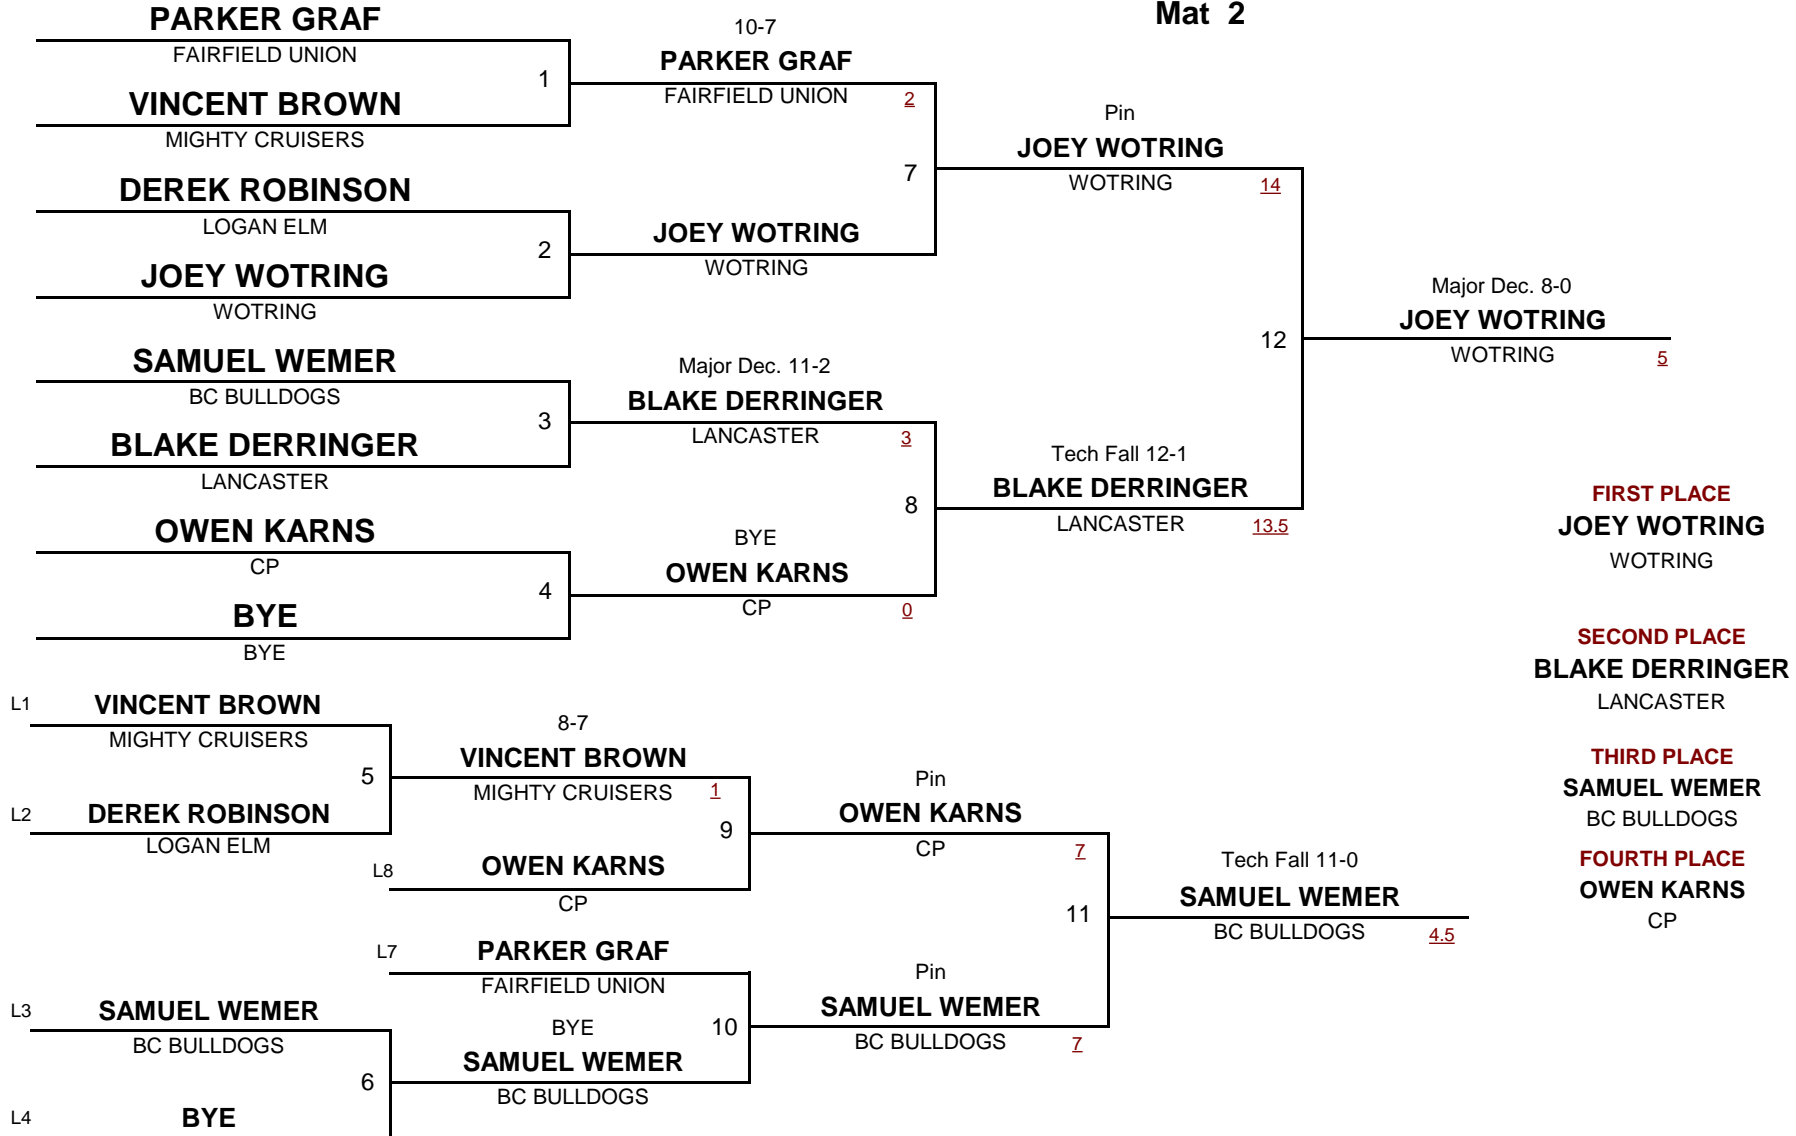 Mat 2
PARKER GRAF
FAIRFIELD UNION
1
VINCENT BROWN
MIGHTY CRUISERS
DEREK ROBINSON
LOGAN ELM
2
JOEY WOTRING
WOTRING
SAMUEL WEMER
BC BULLDOGS
3
BLAKE DERRINGER
LANCASTER
OWEN KARNS
CP
4
BYE
BYE
10-7
PARKER GRAF
FAIRFIELD UNION 2
7
JOEY WOTRING
WOTRING
Major Dec. 11-2
BLAKE DERRINGER
LANCASTER 3
8
BYE
OWEN KARNS
CP 0
Pin
JOEY WOTRING
WOTRING 14
12
Tech Fall 12-1
BLAKE DERRINGER
LANCASTER 13.5
Major Dec. 8-0
JOEY WOTRING
WOTRING 5
FIRST PLACE
JOEY WOTRING
WOTRING
SECOND PLACE
BLAKE DERRINGER
LANCASTER
THIRD PLACE
SAMUEL WEMER
BC BULLDOGS
FOURTH PLACE
OWEN KARNS
CP
L1 VINCENT BROWN
MIGHTY CRUISERS
5
L2 DEREK ROBINSON
LOGAN ELM
8-7
VINCENT BROWN
MIGHTY CRUISERS 1
9
L8 OWEN KARNS
CP
L7 PARKER GRAF
FAIRFIELD UNION
L3 SAMUEL WEMER
BC BULLDOGS
6
L4 BYE
BYE 10
SAMUEL WEMER
BC BULLDOGS
Pin
OWEN KARNS
CP 7
11
Pin
SAMUEL WEMER
BC BULLDOGS 7
Tech Fall 11-0
SAMUEL WEMER
BC BULLDOGS 4.5